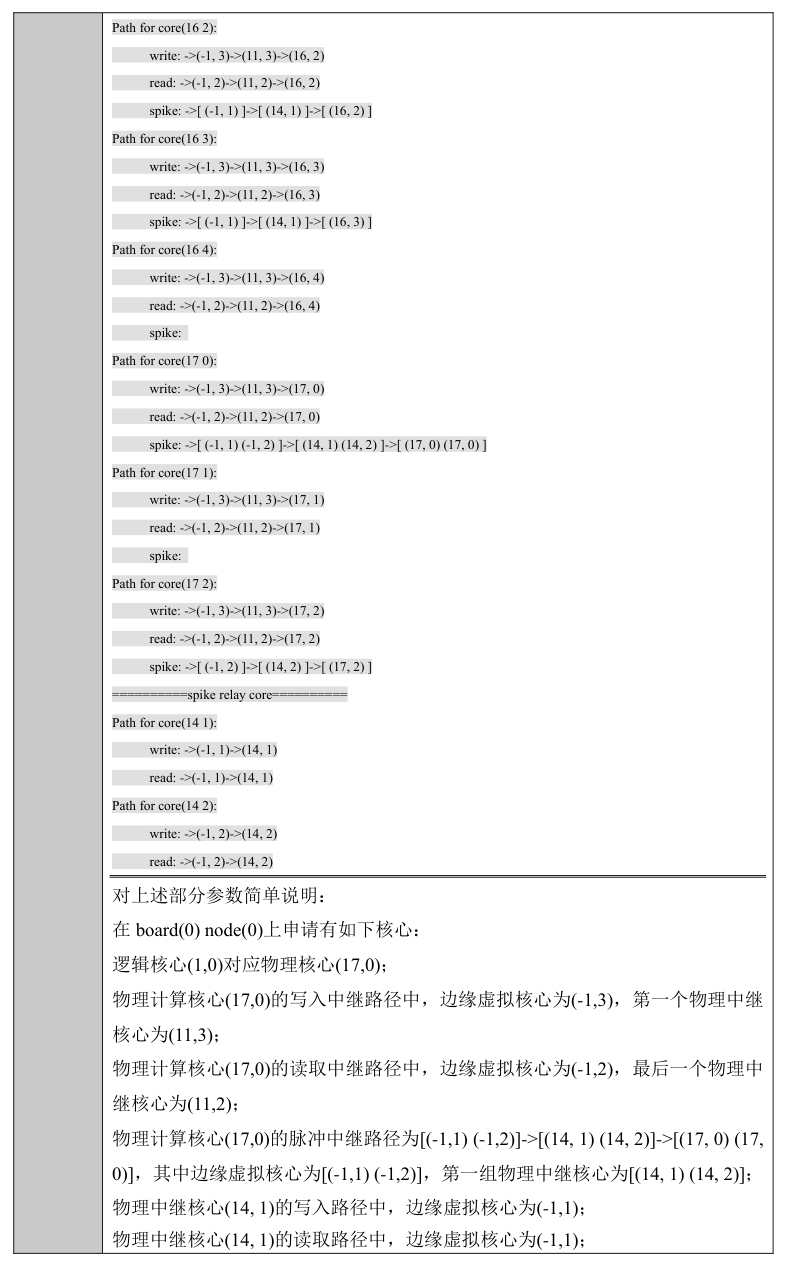 Path for core(16 2):
write: ->(-1, 3)->(11, 3)->(16, 2)
read: ->(-1, 2)->(11, 2)->(16, 2)
spike: ->[ (-1, 1) ]->[ (14, 1) ]->[ (16, 2) ]
Path for core(16 3):
write: ->(-1, 3)->(11, 3)->(16, 3)
read: ->(-1, 2)->(11, 2)->(16, 3)
spike: ->[ (-1, 1) ]->[ (14, 1) ]->[ (16, 3) ]
Path for core(16 4):
write: ->(-1, 3)->(11, 3)->(16, 4)
read: ->(-1, 2)->(11, 2)->(16, 4)
spike:
Path for core(17 0):
write: ->(-1, 3)->(11, 3)->(17, 0)
read: ->(-1, 2)->(11, 2)->(17, 0)
spike: ->[ (-1, 1) (-1, 2) ]->[ (14, 1) (14, 2) ]->[ (17, 0) (17, 0) ]
Path for core(17 1):
write: ->(-1, 3)->(11, 3)->(17, 1)
read: ->(-1, 2)->(11, 2)->(17, 1)
spike:
Path for core(17 2):
write: ->(-1, 3)->(11, 3)->(17, 2)
read: ->(-1, 2)->(11, 2)->(17, 2)
spike: ->[ (-1, 2) ]->[ (14, 2) ]->[ (17, 2) ]
==========spike relay core==========
Path for core(14 1):
write: ->(-1, 1)->(14, 1)
read: ->(-1, 1)->(14, 1)
Path for core(14 2):
write: ->(-1, 2)->(14, 2)
read: ->(-1, 2)->(14, 2)
对上述部分参数简单说明：
在 board(0) node(0)上申请有如下核心：
逻辑核心(1,0)对应物理核心(17,0)；
物理计算核心(17,0)的写入中继路径中，边缘虚拟核心为(-1,3)，第一个物理中继
核心为(11,3)；
物理计算核心(17,0)的读取中继路径中，边缘虚拟核心为(-1,2)，最后一个物理中
继核心为(11,2)；
物理计算核心(17,0)的脉冲中继路径为[(-1,1) (-1,2)]->[(14, 1) (14, 2)]->[(17, 0) (17,
0)]，其中边缘虚拟核心为[(-1,1) (-1,2)]，第一组物理中继核心为[(14, 1) (14, 2)]；
物理中继核心(14, 1)的写入路径中，边缘虚拟核心为(-1,1)；
物理中继核心(14, 1)的读取路径中，边缘虚拟核心为(-1,1)；